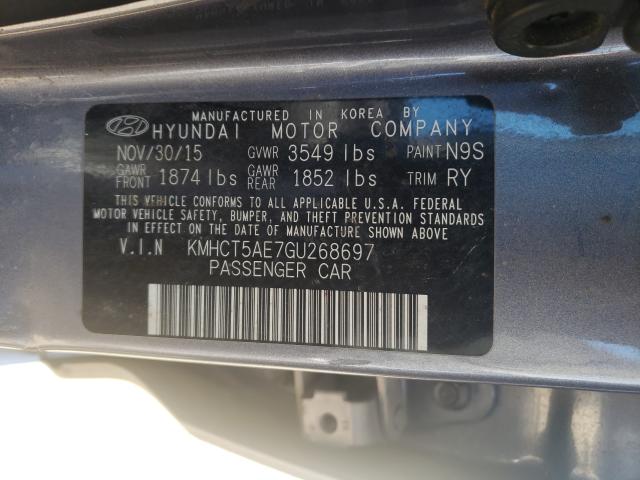 MANUFACTURED IN KOREA BY
HYUNDAI MOTOR COMPANY
NOV/30/15 GVWR 3549 lbs PAINT N9S
GAWR FRONT 1874 lbs GAWR REAR 1852 lbs TRIM RY
THIS VEHICLE CONFORMS TO ALL APPLICABLE U.S.A. FEDERAL
MOTOR VEHICLE SAFETY, BUMPER, AND THEFT PREVENTION STANDARDS
IN EFFECT ON THE DATE OF MANUFACTURE SHOWN ABOVE.
V.I.N KMHCT5AE7GU268697
PASSENGER CAR